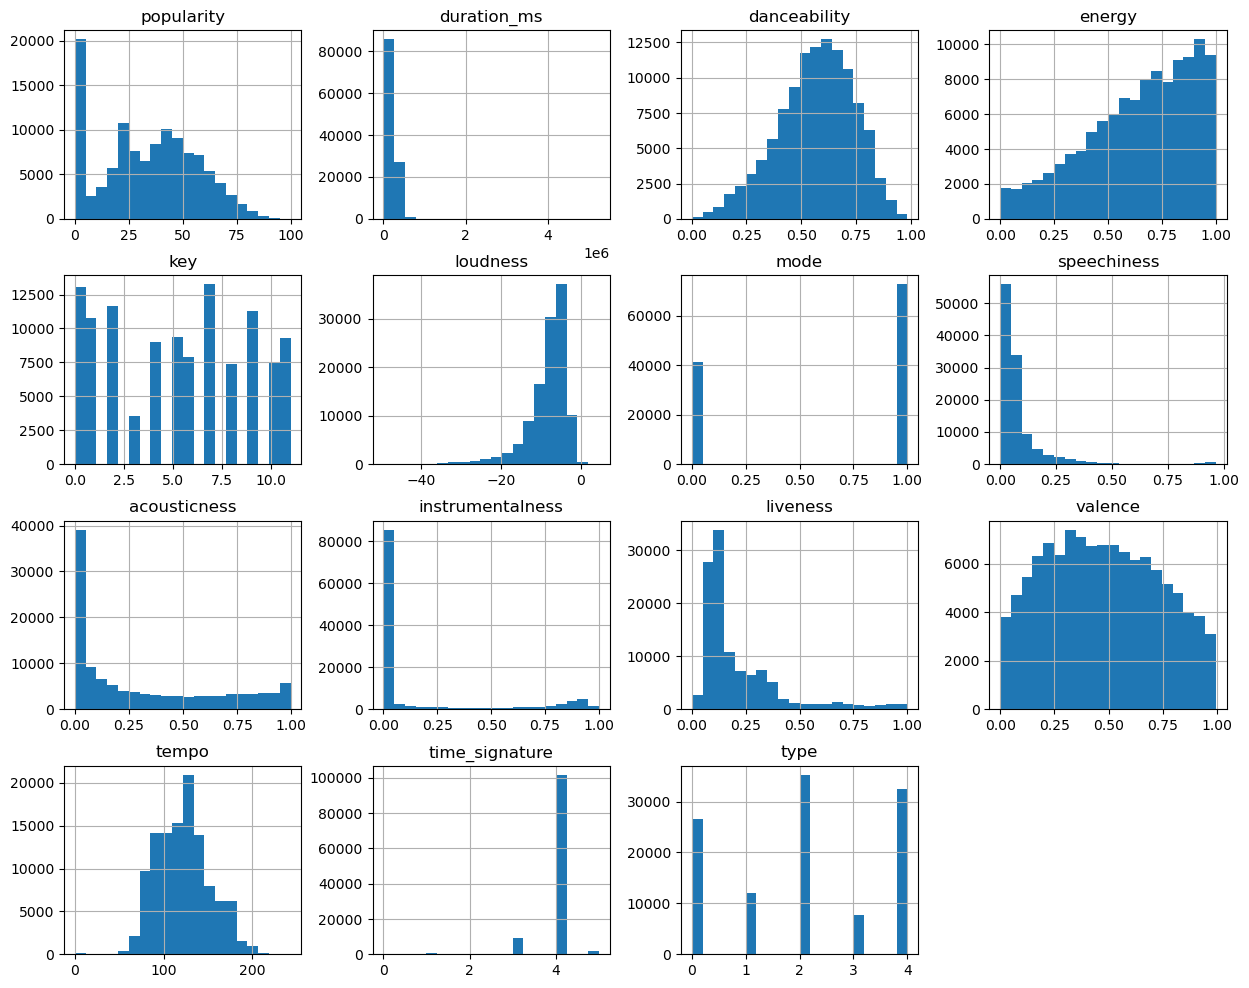 popularity
20000
15000
10000
5000
0
0 25 50 75 100
duration_ms
80000
60000
40000
20000
0
0 2 4
1e6
danceability
12500
10000
7500
5000
2500
0
0.00 0.25 0.50 0.75 1.00
energy
10000
8000
6000
4000
2000
0
0.00 0.25 0.50 0.75 1.00
key
12500
10000
7500
5000
2500
0
0.0 2.5 5.0 7.5 10.0
loudness
30000
20000
10000
0
−40 −20 0
mode
60000
40000
20000
0
0.00 0.25 0.50 0.75 1.00
speechiness
50000
40000
30000
20000
10000
0
0.00 0.25 0.50 0.75 1.00
acousticness
40000
30000
20000
10000
0
0.00 0.25 0.50 0.75 1.00
instrumentalness
80000
60000
40000
20000
0
0.00 0.25 0.50 0.75 1.00
liveness
30000
20000
10000
0
0.00 0.25 0.50 0.75 1.00
valence
6000
4000
2000
0
0.00 0.25 0.50 0.75 1.00
tempo
20000
15000
10000
5000
0
0 100 200
time_signature
100000
80000
60000
40000
20000
0
0 2 4
type
30000
20000
10000
0
0 1 2 3 4